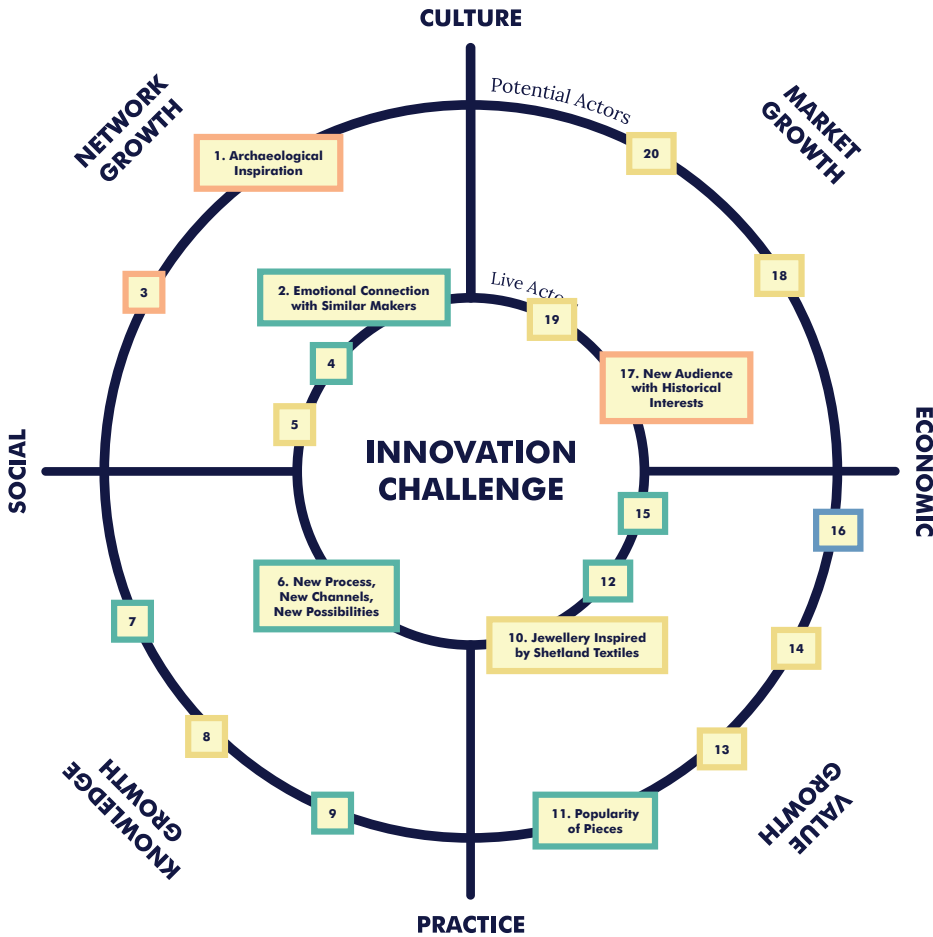 CULTURE
NETWORK
GROWTH
Potential Actors
MARKET
GROWTH
1. Archaeological
Inspiration
20
3
18
2. Emotional Connection
with Similar Makers
Live
19
4
17. New Audience
with Historical
Interests
5
SOCIAL
INNOVATION
CHALLENGE
ECONOMIC
15
16
6. New Process,
New Channels,
New Possibilities
12
7
10. Jewellery Inspired
by Shetland Textiles
14
8
13
9
11. Popularity
of Pieces
KNOWLEDGE
GROWTH
VALUE
GROWTH
PRACTICE